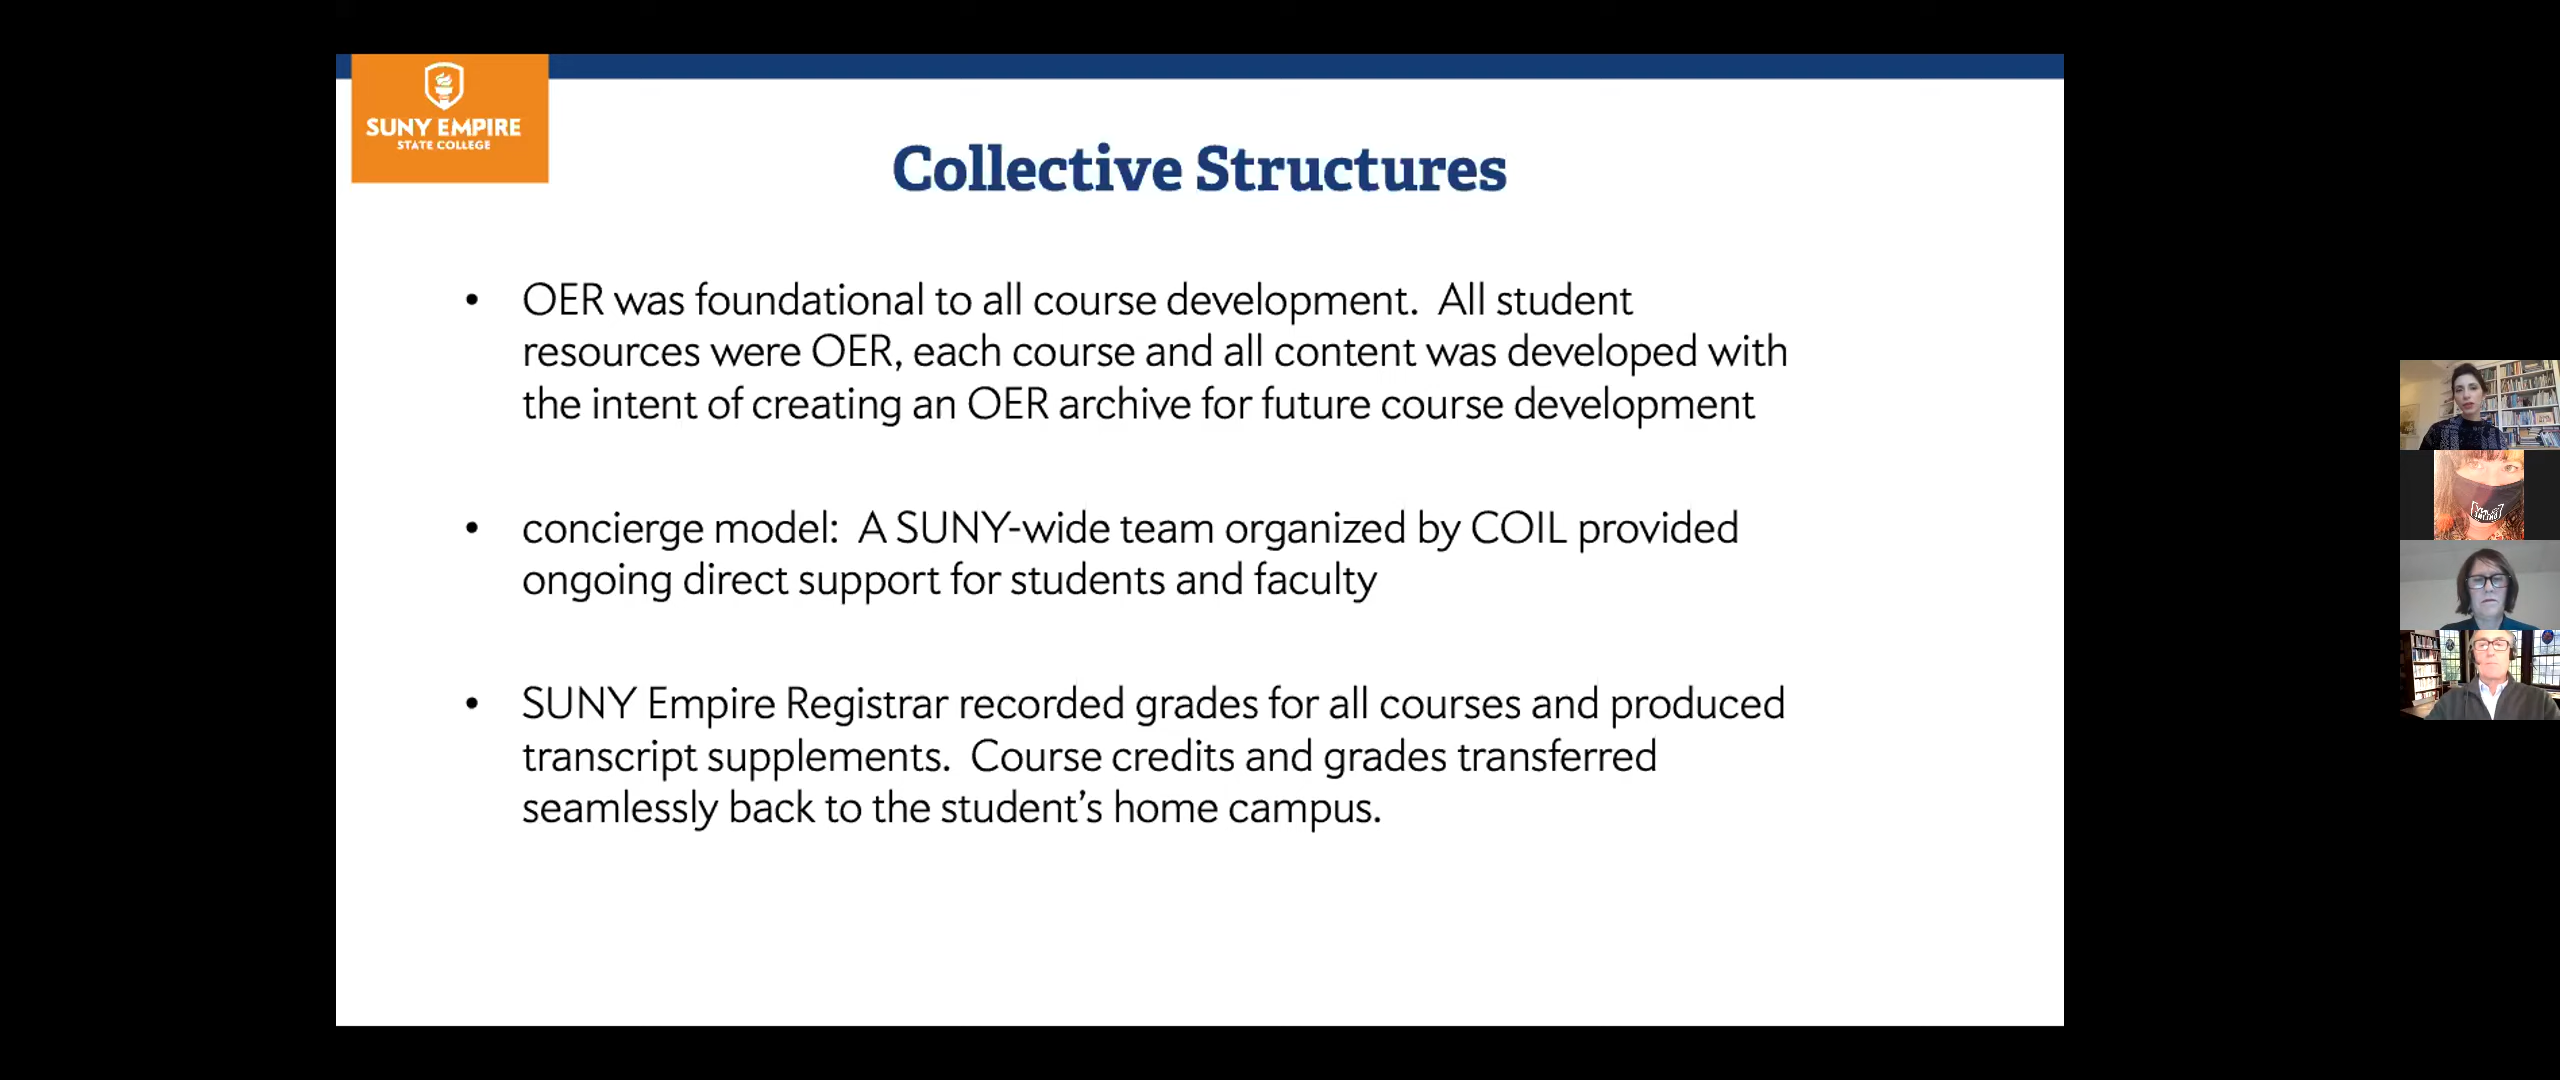 SUNY EMPIRE
STATE COLLEGE
Collective Structures
• OER was foundational to all course development.  All student
resources were OER, each course and all content was developed with
the intent of creating an OER archive for future course development
• concierge model:  A SUNY-wide team organized by COIL provided
ongoing direct support for students and faculty
• SUNY Empire Registrar recorded grades for all courses and produced
transcript supplements.  Course credits and grades transferred
seamlessly back to the student’s home campus.